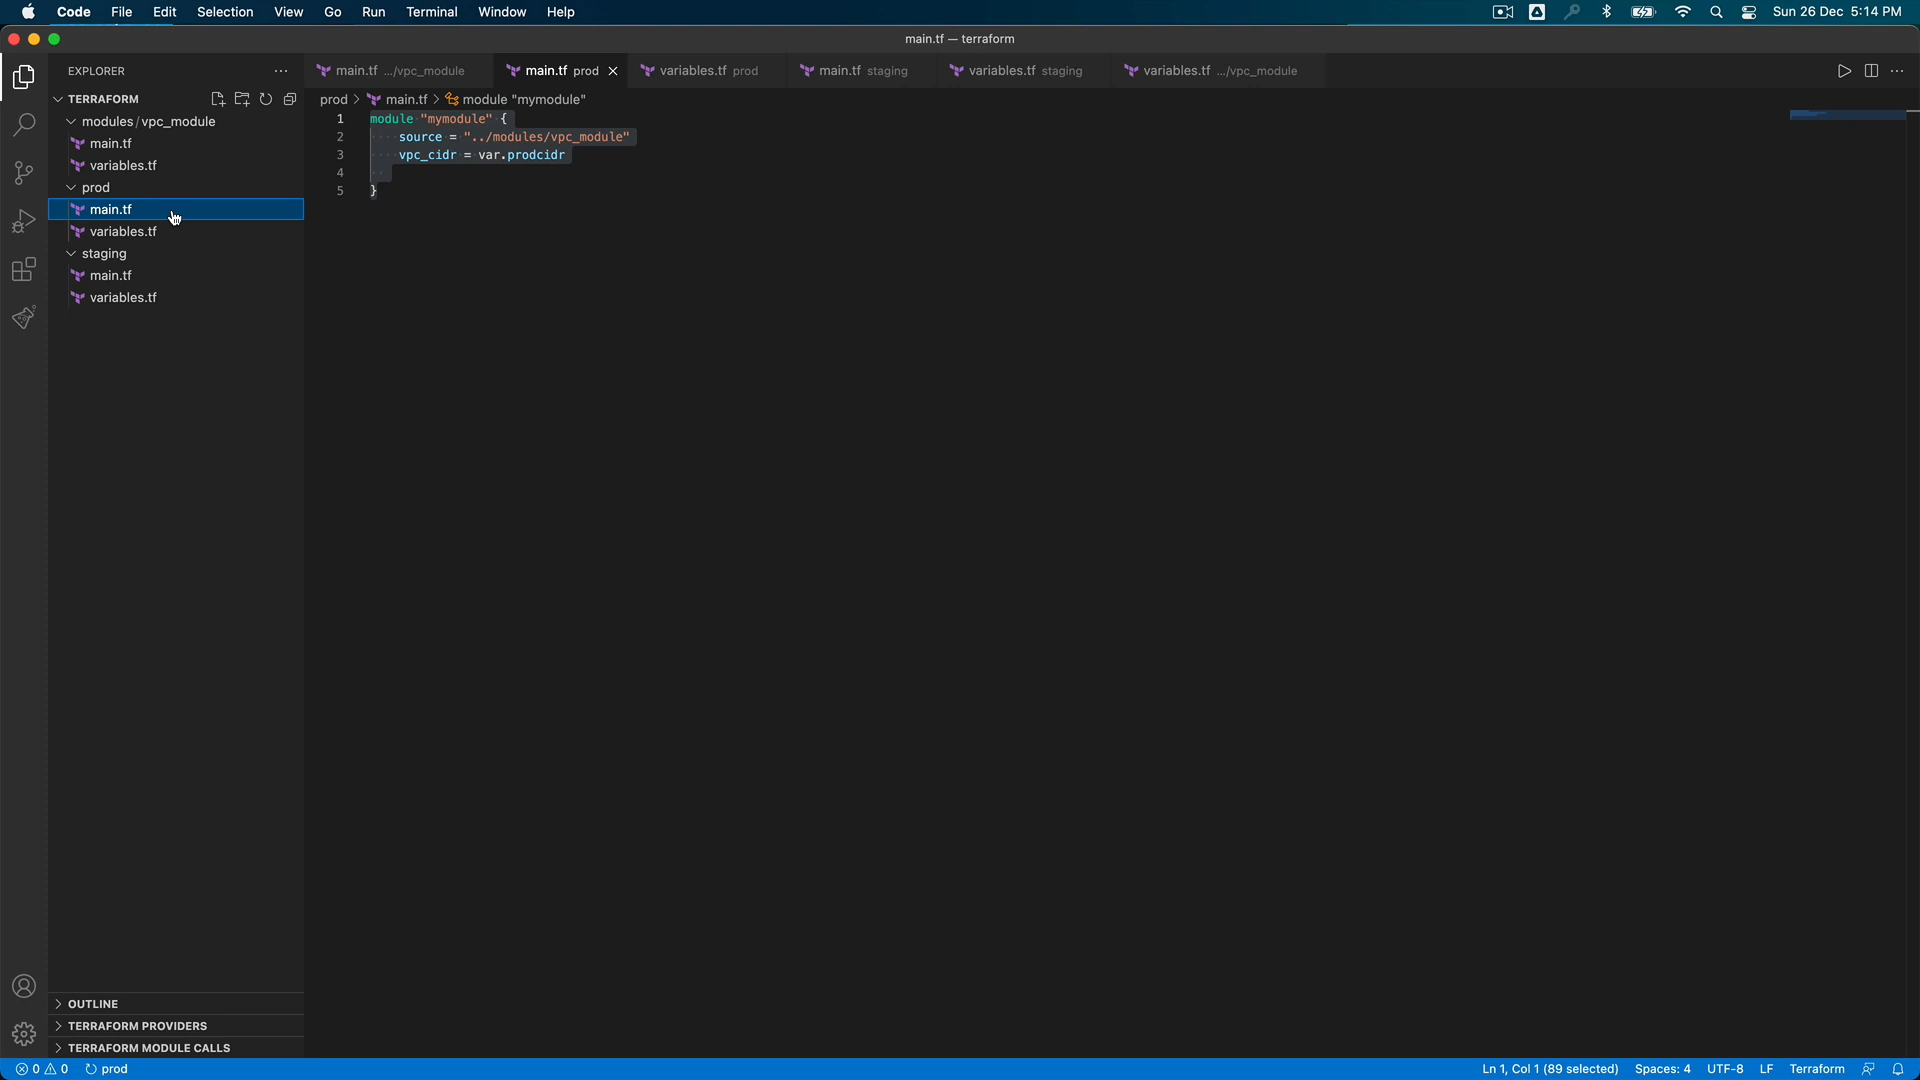 Code File Edit Selection View Go Run Terminal Window Help Sun 26 Dec 5:14 PM
main.tf — terraform
EXPLORER
TERRAFORM
modules / vpc_module
main.tf
variables.tf
prod
main.tf
variables.tf
staging
main.tf
variables.tf
OUTLINE
TERRAFORM PROVIDERS
TERRAFORM MODULE CALLS
main.tf .../vpc_module main.tf prod variables.tf prod main.tf staging variables.tf staging variables.tf .../vpc_module
prod > main.tf > module "mymodule"
1 module "mymodule" {
2 source = "../modules/vpc_module"
3 vpc_cidr = var.prodcidr
4
5 }
0 0 prod Ln 1, Col 1 (89 selected) Spaces: 4 UTF-8 LF Terraform